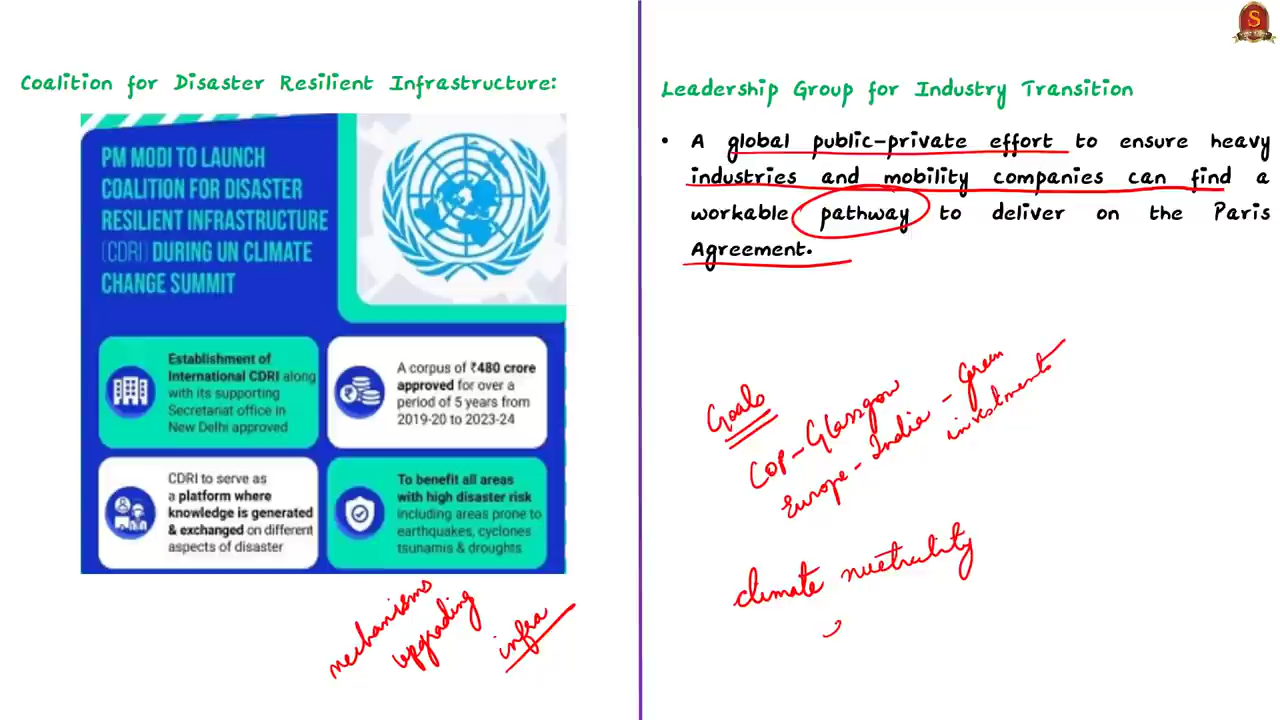 Coalition for Disaster Resilient Infrastructure:
PM MODI TO LAUNCH
COALITION FOR DISASTER
RESILIENT INFRASTRUCTURE
(CDRI) DURING UN CLIMATE
CHANGE SUMMIT
Establishment of
International CDRI along
with its supporting
Secretariat office in
New Delhi approved
A corpus of ₹480 crore
approved for over a
period of 5 years from
2019-20 to 2023-24
CDRI to serve as
a platform where
knowledge is generated
& exchanged on different
aspects of disaster
To benefit all areas
with high disaster risk
including areas prone to
earthquakes, cyclones
tsunamis & droughts
mechanisms
upgrading
infra
Leadership Group for Industry Transition
• A global public-private effort to ensure heavy
industries and mobility companies can find a
workable pathway to deliver on the Paris
Agreement.
Goals
COP - Glassgow
Europe - India - Green
investments
climate nuetrulity
S